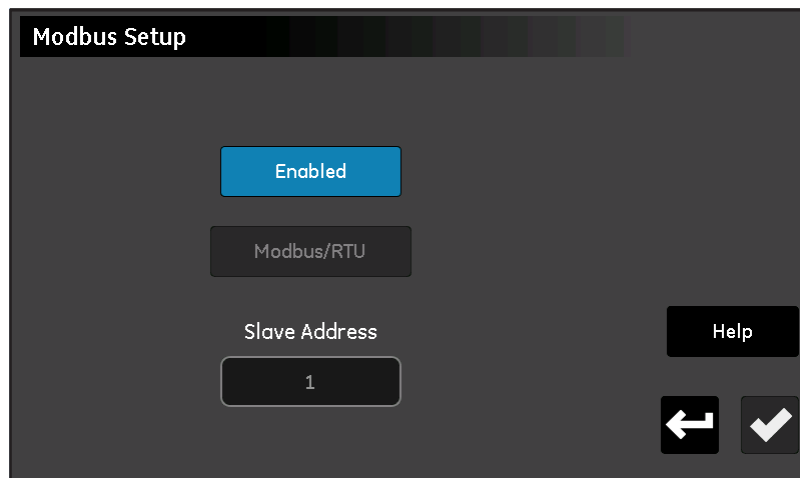 Modbus Setup
Enabled
Modbus/RTU
Slave Address
1
Help